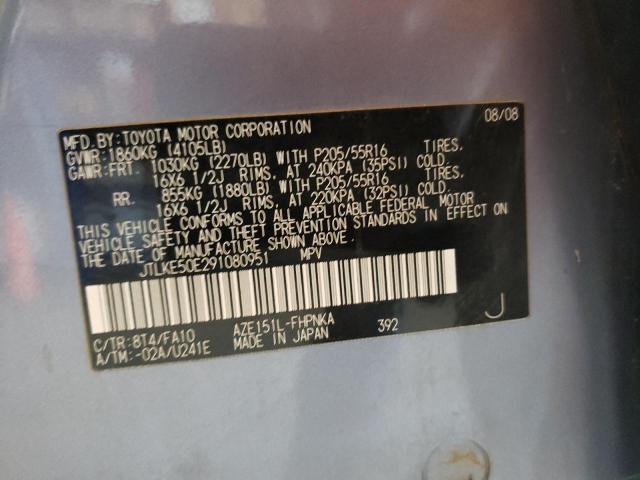 MFD. BY: TOYOTA MOTOR CORPORATION 08/08
GVWR: 1860KG (4105LB)
GAWR: FRT. 1030KG (2270LB) WITH P205/55R16 TIRES,
16X6 1/2J RIMS, AT 240KPA (35PSI) COLD.
RR. 855KG (1880LB) WITH P205/55R16 TIRES,
16X6 1/2J RIMS, AT 220KPA (32PSI) COLD.
THIS VEHICLE CONFORMS TO ALL APPLICABLE FEDERAL MOTOR
VEHICLE SAFETY AND THEFT PREVENTION STANDARDS IN EFFECT ON
THE DATE OF MANUFACTURE SHOWN ABOVE.
JTLKE50E291080951 MPV
C/TR: 8T4/FA10 AZE151L-FHPNKA 392 J
A/TM: -02A/U241E MADE IN JAPAN